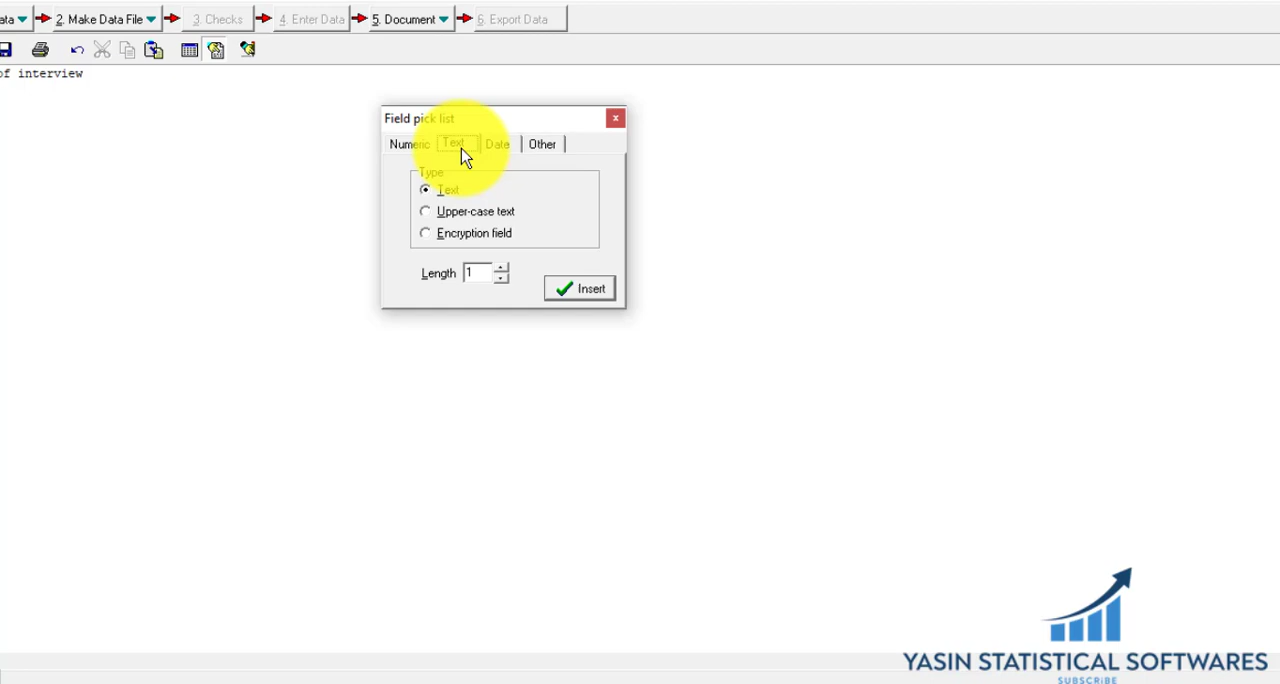 ata 2. Make Data File 3. Checks 4. Enter Data 5. Document 6. Export Data
of interview
Field pick list x
Numeric Text Date Other
Type
Text
Upper-case text
Encryption field
Length 1
Insert
YASIN STATISTICAL SOFTWARES
SUBSCRIBE